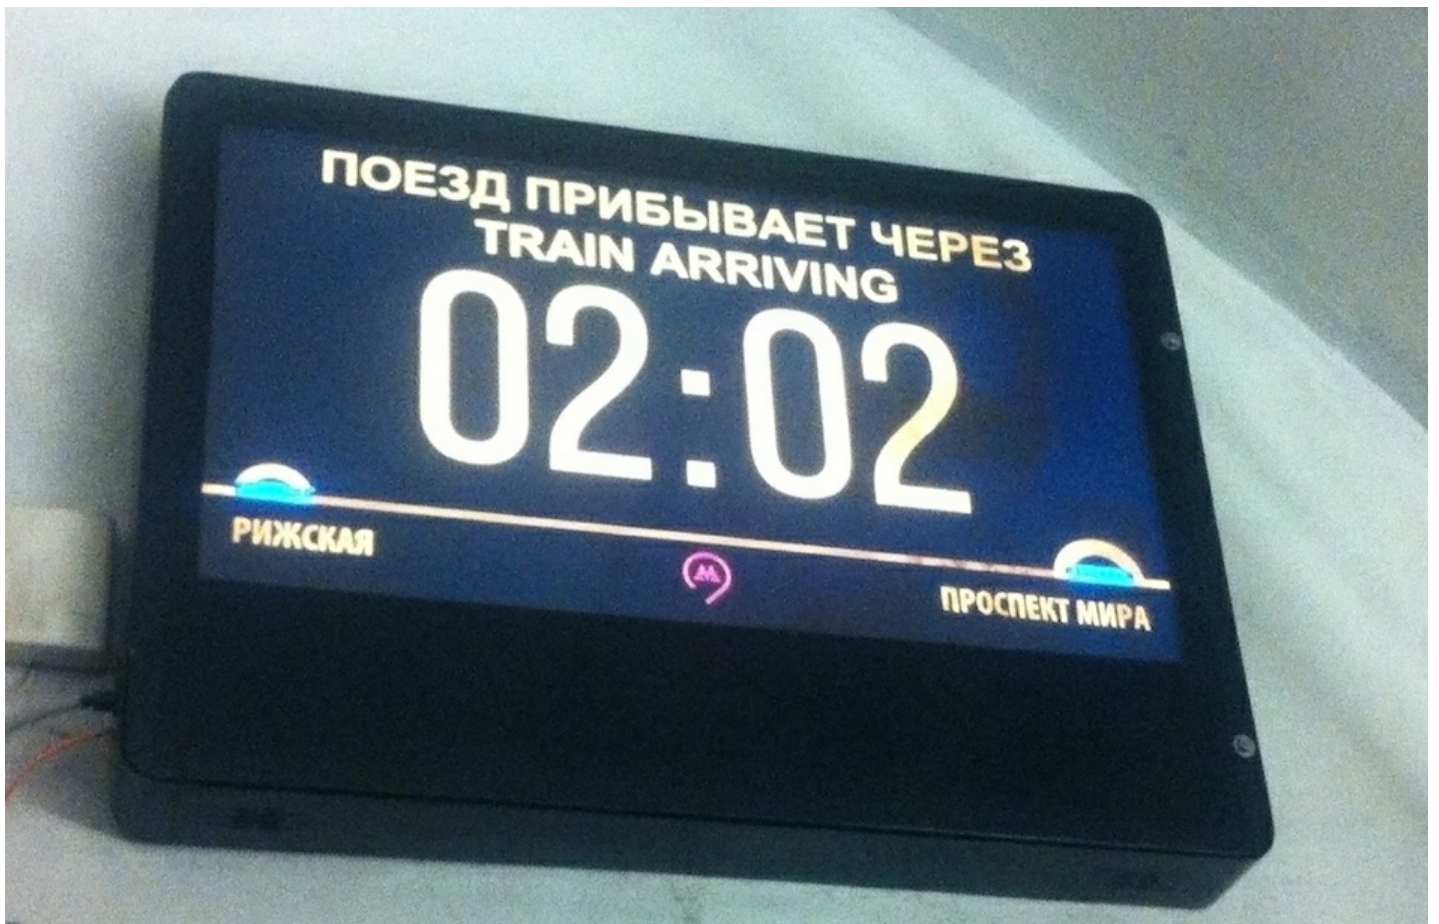 ПОЕЗД ПРИБЫВАЕТ ЧЕРЕЗ
TRAIN ARRIVING
02:02
РИЖСКАЯ
ПРОСПЕКТ МИРА